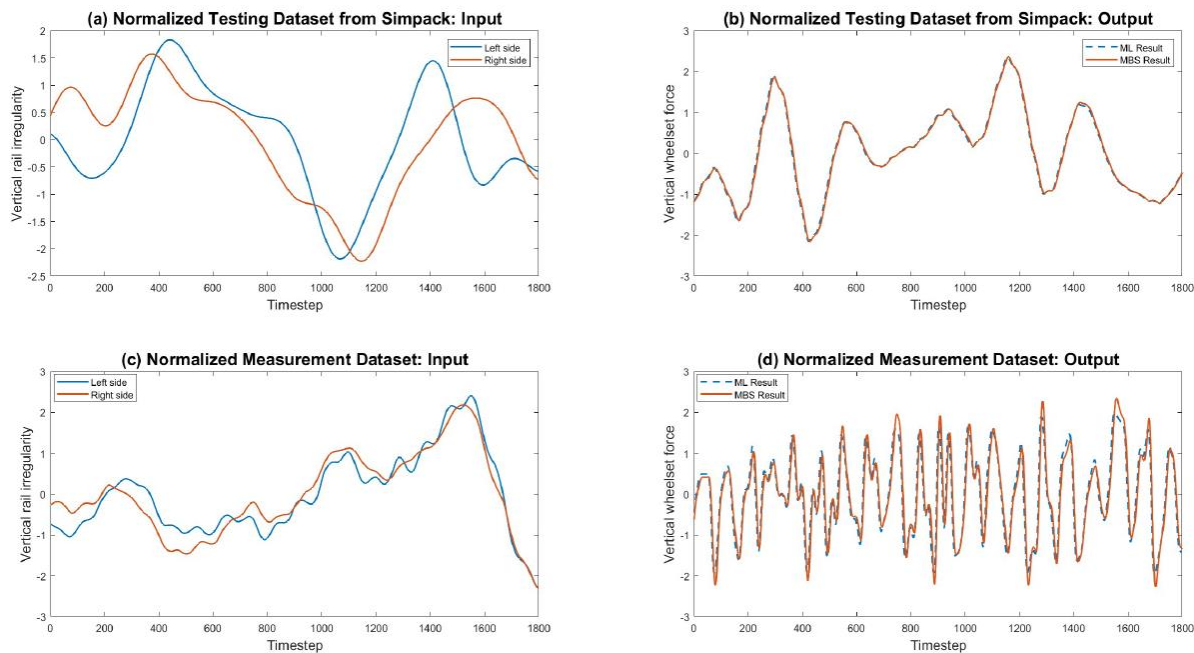 (a) Normalized Testing Dataset from Simpack: Input
Vertical rail irregularity
2
1.5
1
0.5
0
-0.5
-1
-1.5
-2
-2.5
Left side
Right side
0 200 400 600 800 1000 1200 1400 1600 1800
Timestep
(b) Normalized Testing Dataset from Simpack: Output
Vertical wheelset force
3
2
1
0
-1
-2
-3
ML Result
MBS Result
0 200 400 600 800 1000 1200 1400 1600 1800
Timestep
(c) Normalized Measurement Dataset: Input
Vertical rail irregularity
3
2
1
0
-1
-2
-3
Left side
Right side
0 200 400 600 800 1000 1200 1400 1600 1800
Timestep
(d) Normalized Measurement Dataset: Output
Vertical wheelset force
3
2
1
0
-1
-2
-3
ML Result
MBS Result
0 200 400 600 800 1000 1200 1400 1600 1800
Timestep